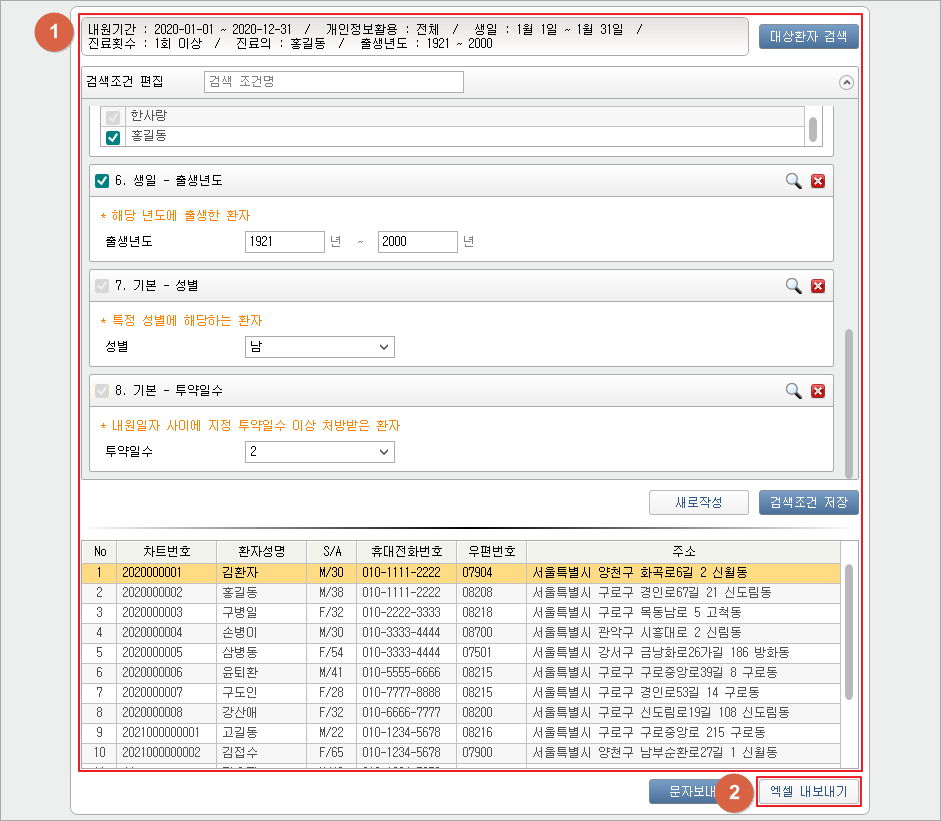 1
내원기간 : 2020-01-01 ~ 2020-12-31 / 개인정보활용 : 전체 / 생일 : 1월 1일 ~ 1월 31일 /
진료횟수 : 1회 이상 / 진료의 : 홍길동 / 출생년도 : 1921 ~ 2000
대상환자 검색
검색조건 편집 검색 조건명
한사랑
홍길동
6. 생일 - 출생년도
* 해당 년도에 출생한 환자
출생년도 1921 년 ~ 2000 년
7. 기본 - 성별
* 특정 성별에 해당하는 환자
성별 남
8. 기본 - 투약일수
* 내원일자 사이에 지정 투약일수 이상 처방받은 환자
투약일수 2
새로작성 검색조건 저장
No 차트번호 환자성명 S/A 휴대전화번호 우편번호 주소
1 2020000001 김환자 M/30 010-1111-2222 07904 서울특별시 양천구 화곡로6길 2 신월동
2 2020000002 홍길동 M/38 010-1111-2222 08208 서울특별시 구로구 경인로67길 21 신도림동
3 2020000003 구병일 F/32 010-2222-3333 08218 서울특별시 구로구 목동남로 5 고척동
4 2020000004 손병이 M/30 010-3333-4444 08700 서울특별시 관악구 시흥대로 2 신림동
5 2020000005 삼병동 F/54 010-3333-4444 07501 서울특별시 강서구 금낭화로26가길 186 방화동
6 2020000006 윤퇴환 M/41 010-5555-6666 08215 서울특별시 구로구 구로중앙로39길 8 구로동
7 2020000007 구도인 F/28 010-7777-8888 08215 서울특별시 구로구 경인로53길 14 구로동
8 2020000008 강산애 F/32 010-6666-7777 08200 서울특별시 구로구 신도림로19길 108 신도림동
9 2021000000001 고길동 M/22 010-1234-5678 08216 서울특별시 구로구 구로중앙로 215 구로동
10 2021000000002 김접수 F/65 010-1234-5678 07900 서울특별시 양천구 남부순환로27길 1 신월동
문자보내 2 엑셀 내보내기